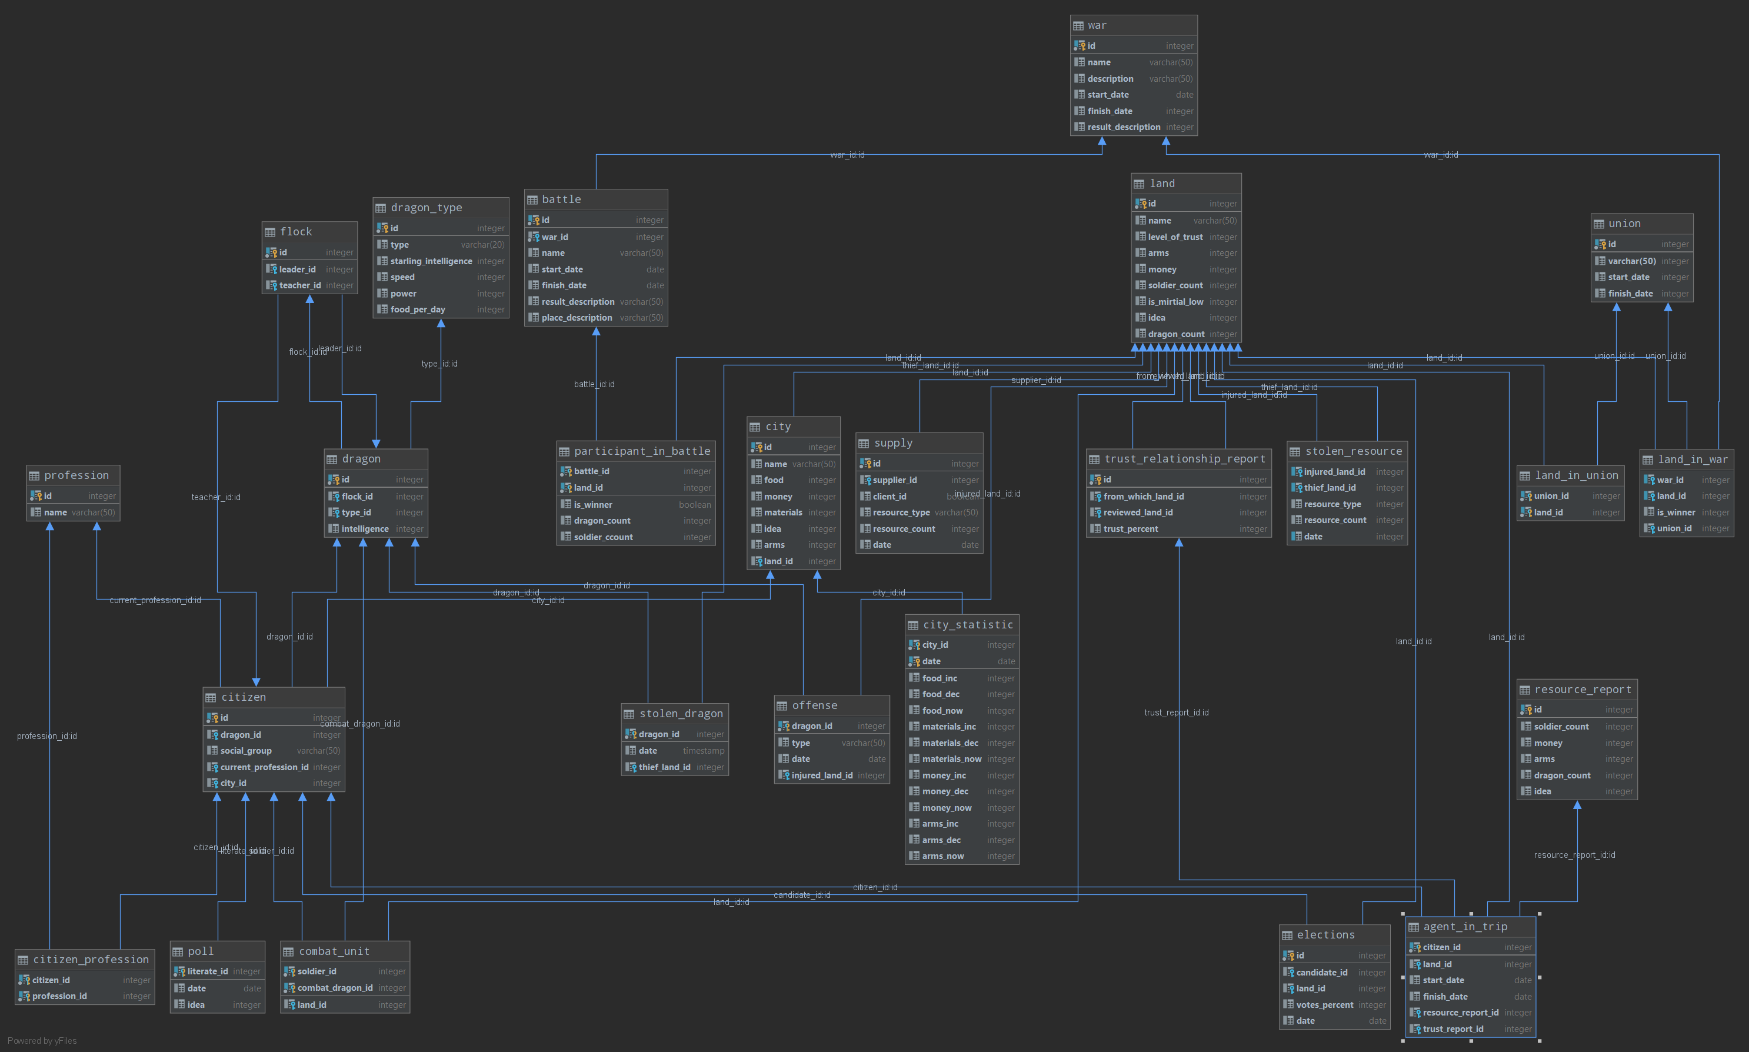 war
id integer
name varchar(50)
description varchar(50)
start_date date
finish_date integer
result_description integer
war_id:id
war_id:id
land
id integer
name varchar(50)
level_of_trust integer
arms integer
money integer
soldier_count integer
is_mirtial_low integer
idea integer
dragon_count integer
battle
id integer
war_id integer
name varchar(50)
start_date date
finish_date date
result_description varchar(50)
place_description varchar(50)
dragon_type
id integer
type varchar(20)
starling_intelligence integer
speed integer
power integer
food_per_day integer
flock
id integer
leader_id integer
teacher_id integer
union
id integer
varchar(50) integer
start_date integer
finish_date integer
flock_id:id
leader_id:id
type_id:id
battle_id:id
land_id:id
thief_land_id:id
land_id:id
supplier_id:id
land_id:id
land_id:id
union_id:id
union_id:id
thief_land_id:id
injured_land_id:id
profession
id integer
name varchar(50)
dragon
id integer
flock_id integer
type_id integer
intelligence integer
participant_in_battle
battle_id integer
land_id integer
is_winner boolean
dragon_count integer
soldier_ccount integer
city
id integer
name varchar(50)
food integer
money integer
materials integer
idea integer
arms integer
land_id integer
supply
id integer
supplier_id integer
client_id
resource_type varchar(50)
resource_count integer
date date
injured_land_id:id
trust_relationship_report
id integer
from_which_land_id integer
reviewed_land_id integer
trust_percent integer
stolen_resource
injured_land_id integer
thief_land_id integer
resource_type integer
resource_count integer
date integer
land_in_union
union_id integer
land_id integer
land_in_war
war_id integer
land_id integer
is_winner integer
union_id integer
teacher_id:id
current_profession_id:id
dragon_id:id
dragon_id:id
dragon_id:id
city_id:id
city_id:id
land_id:id
land_id:id
citizen
id integer
dragon_id integer
social_group varchar(50)
current_profession_id integer
city_id integer
combat_dragon_id:id
profession_id:id
stolen_dragon
dragon_id integer
date timestamp
thief_land_id integer
offense
dragon_id integer
type varchar(50)
date date
injured_land_id integer
city_statistic
city_id integer
date date
food_inc integer
food_dec integer
food_now integer
materials_inc integer
materials_dec integer
materials_now integer
money_inc integer
money_dec integer
money_now integer
arms_inc integer
arms_dec integer
arms_now integer
trust_report_id:id
resource_report
id integer
soldier_count integer
money integer
arms integer
dragon_count integer
idea integer
resource_report_id:id
citizen_id:id
candidate_id:id
land_id:id
citizen_profession
citizen_id integer
profession_id integer
poll
literate_id integer
date date
idea integer
combat_unit
soldier_id integer
combat_dragon_id integer
land_id integer
elections
id integer
candidate_id integer
land_id integer
votes_percent integer
date date
agent_in_trip
citizen_id integer
land_id integer
start_date date
finish_date date
resource_report_id integer
trust_report_id integer
Powered by yFiles